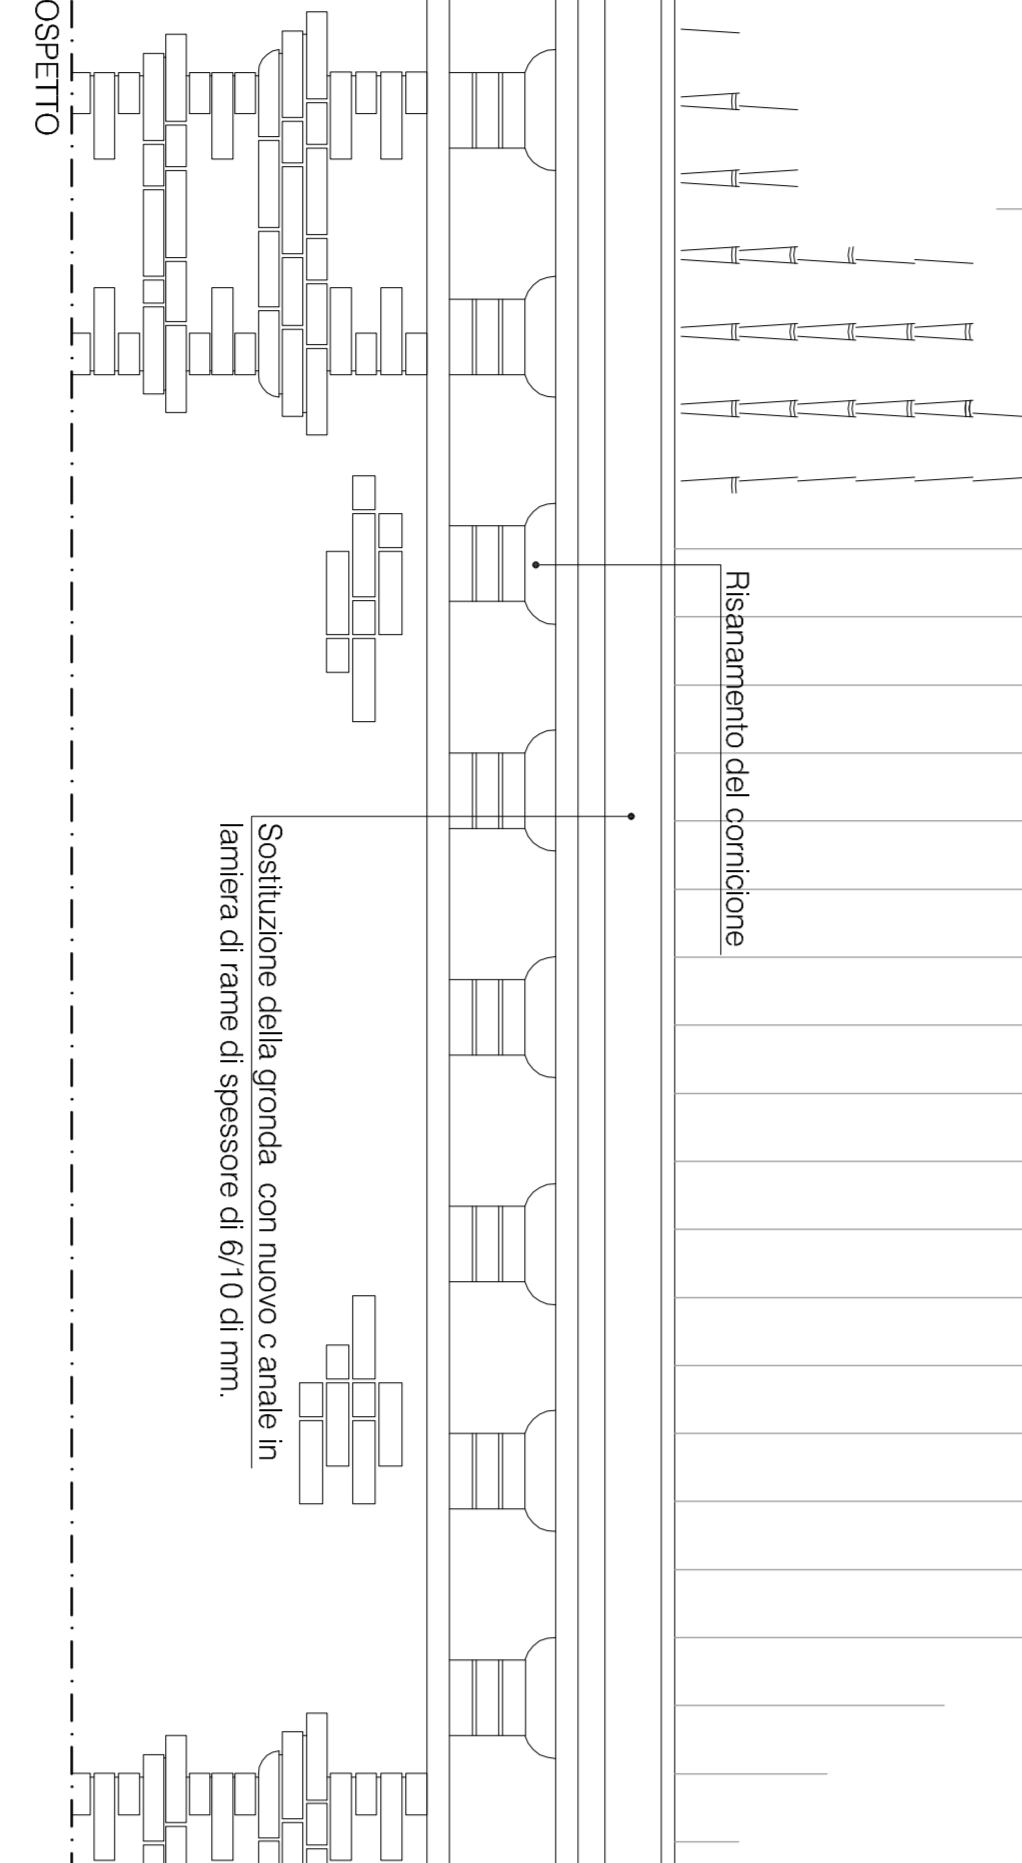 Risanamento del cornicione
Sostituzione della gronda con nuovo c anale in
lamiera di rame di spessore di 6/10 di mm.
OSPETTO